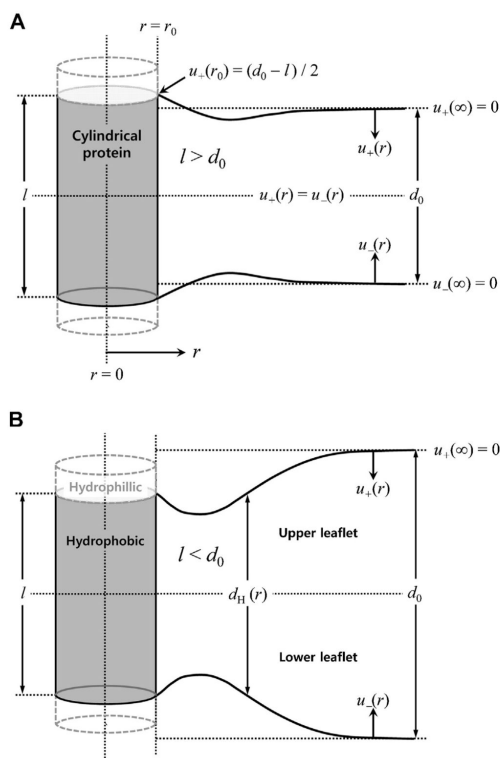 A
r = r₀
u₊(r₀) = (d₀ – l) / 2
u₊(∞) = 0
Cylindrical
protein
l > d₀
u₊(r)
l
u₊(r) = u₋(r)
d₀
u₋(r)
u₋(∞) = 0
r
r = 0
B
u₊(∞) = 0
Hydrophillic
u₊(r)
Hydrophobic
l < d₀
Upper leaflet
l
d_H(r)
d₀
Lower leaflet
u₋(r)